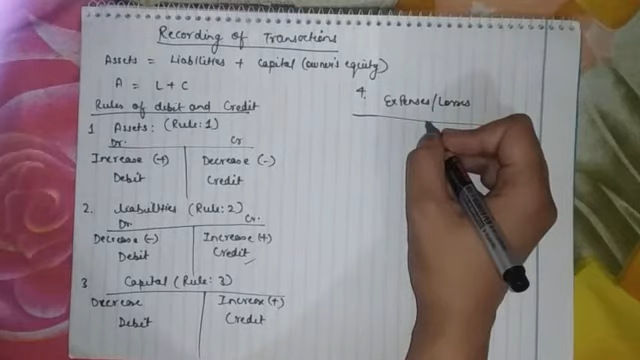 Recording of Transactions
Assets = Liabilities + Capital (owner's equity)
A = L + C
Rules of debit and Credit
1 Assets: (Rule: 1)
Dr. Cr
Increase (+) Decrease (-)
Debit Credit
2. Liabilities (Rule: 2)
Dr. Cr.
Decrease (-) Increase (+)
Debit Credit
3 Capital (Rule: 3)
Decrease Increase (+)
Debit Credit
4.
Expenses/Losses